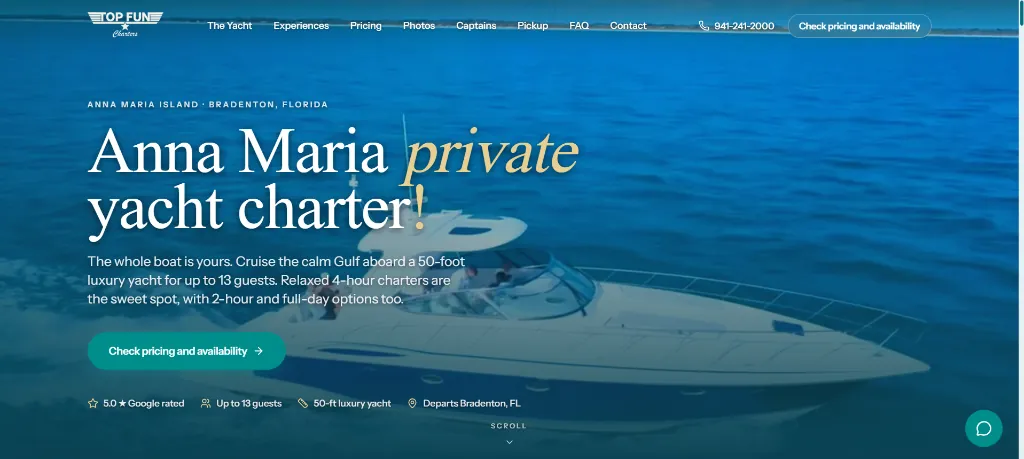 TOP FUN
Charters
The Yacht
Experiences
Pricing
Photos
Captains
Pickup
FAQ
Contact
941-241-2000
Check pricing and availability
ANNA MARIA ISLAND · BRADENTON, FLORIDA
Anna Maria private
yacht charter!
The whole boat is yours. Cruise the calm Gulf aboard a 50-foot
luxury yacht for up to 13 guests. Relaxed 4-hour charters are
the sweet spot, with 2-hour and full-day options too.
Check pricing and availability →
5.0 ★ Google rated
Up to 13 guests
50-ft luxury yacht
Departs Bradenton, FL
SCROLL